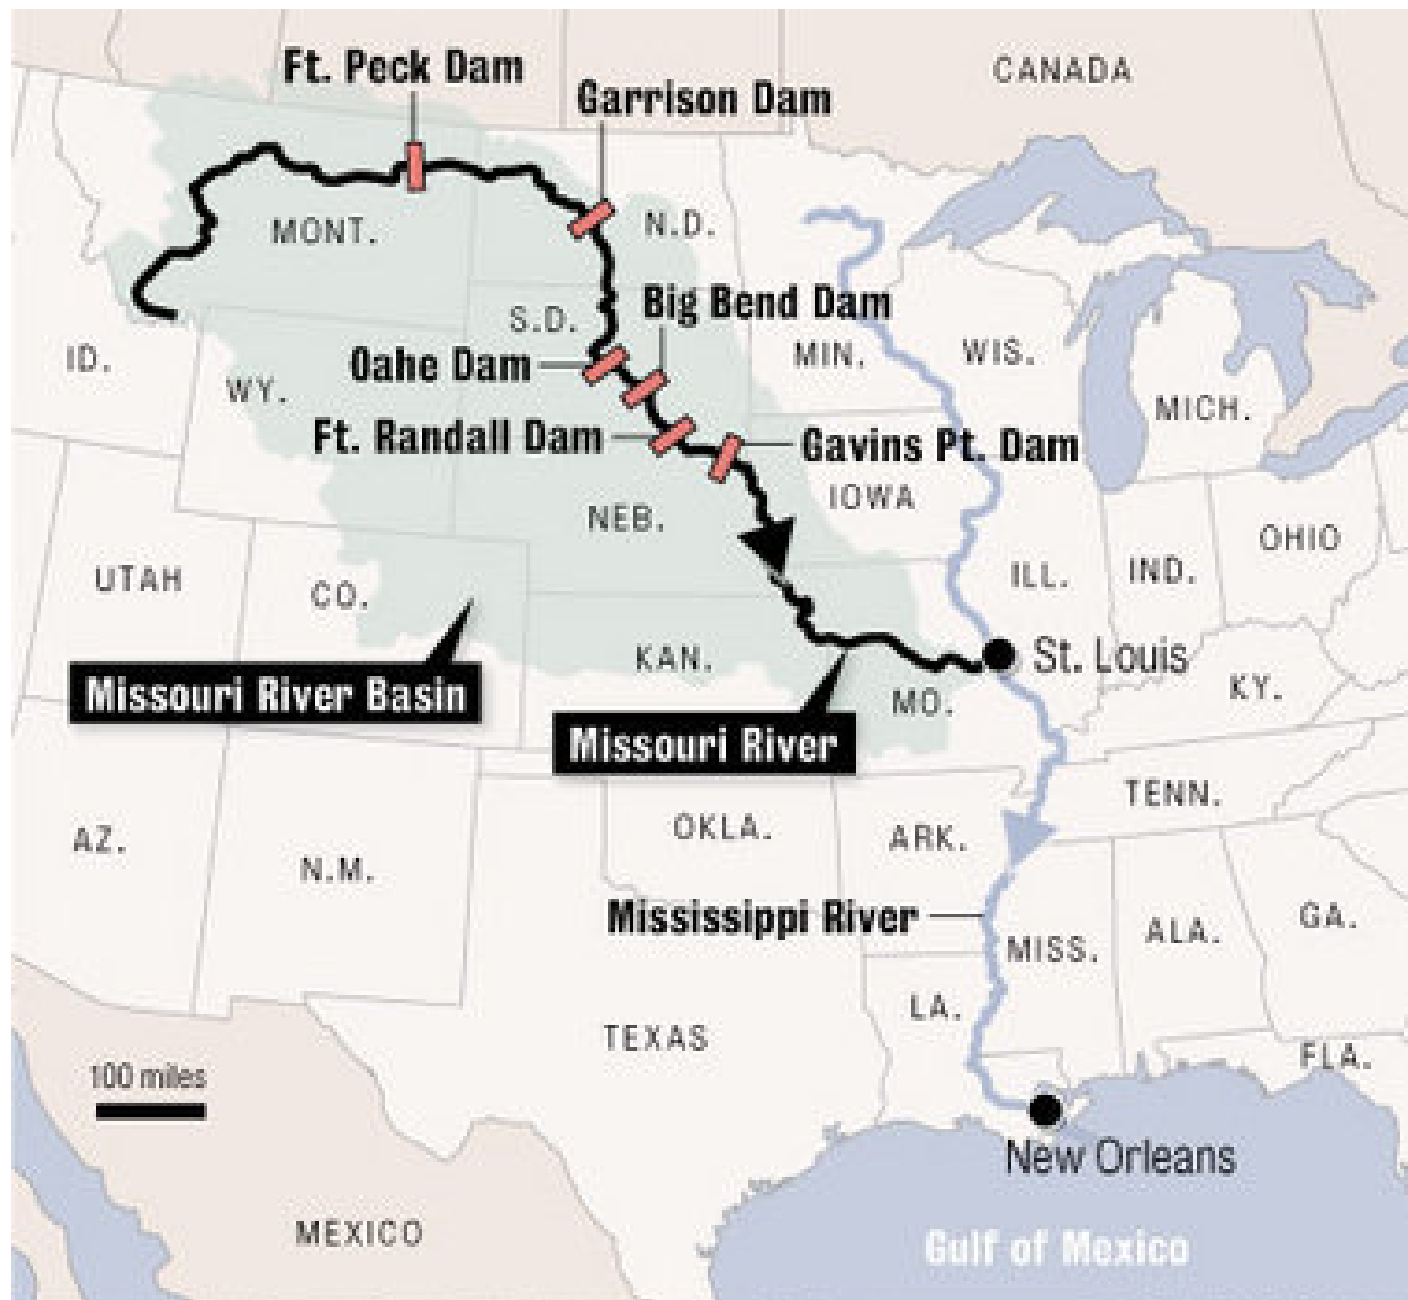 Ft. Peck Dam
CANADA
Garrison Dam
MONT.
N.D.
Big Bend Dam
S.D.
ID.
Oahe Dam
MIN.
WIS.
WY.
MICH.
Ft. Randall Dam
Gavins Pt. Dam
IOWA
NEB.
OHIO
UTAH
CO.
ILL.
IND.
KAN.
St. Louis
Missouri River Basin
KY.
MO.
Missouri River
TENN.
OKLA.
ARK.
AZ.
N.M.
Mississippi River
GA.
ALA.
MISS.
LA.
TEXAS
FLA.
100 miles
New Orleans
MEXICO
Gulf of Mexico